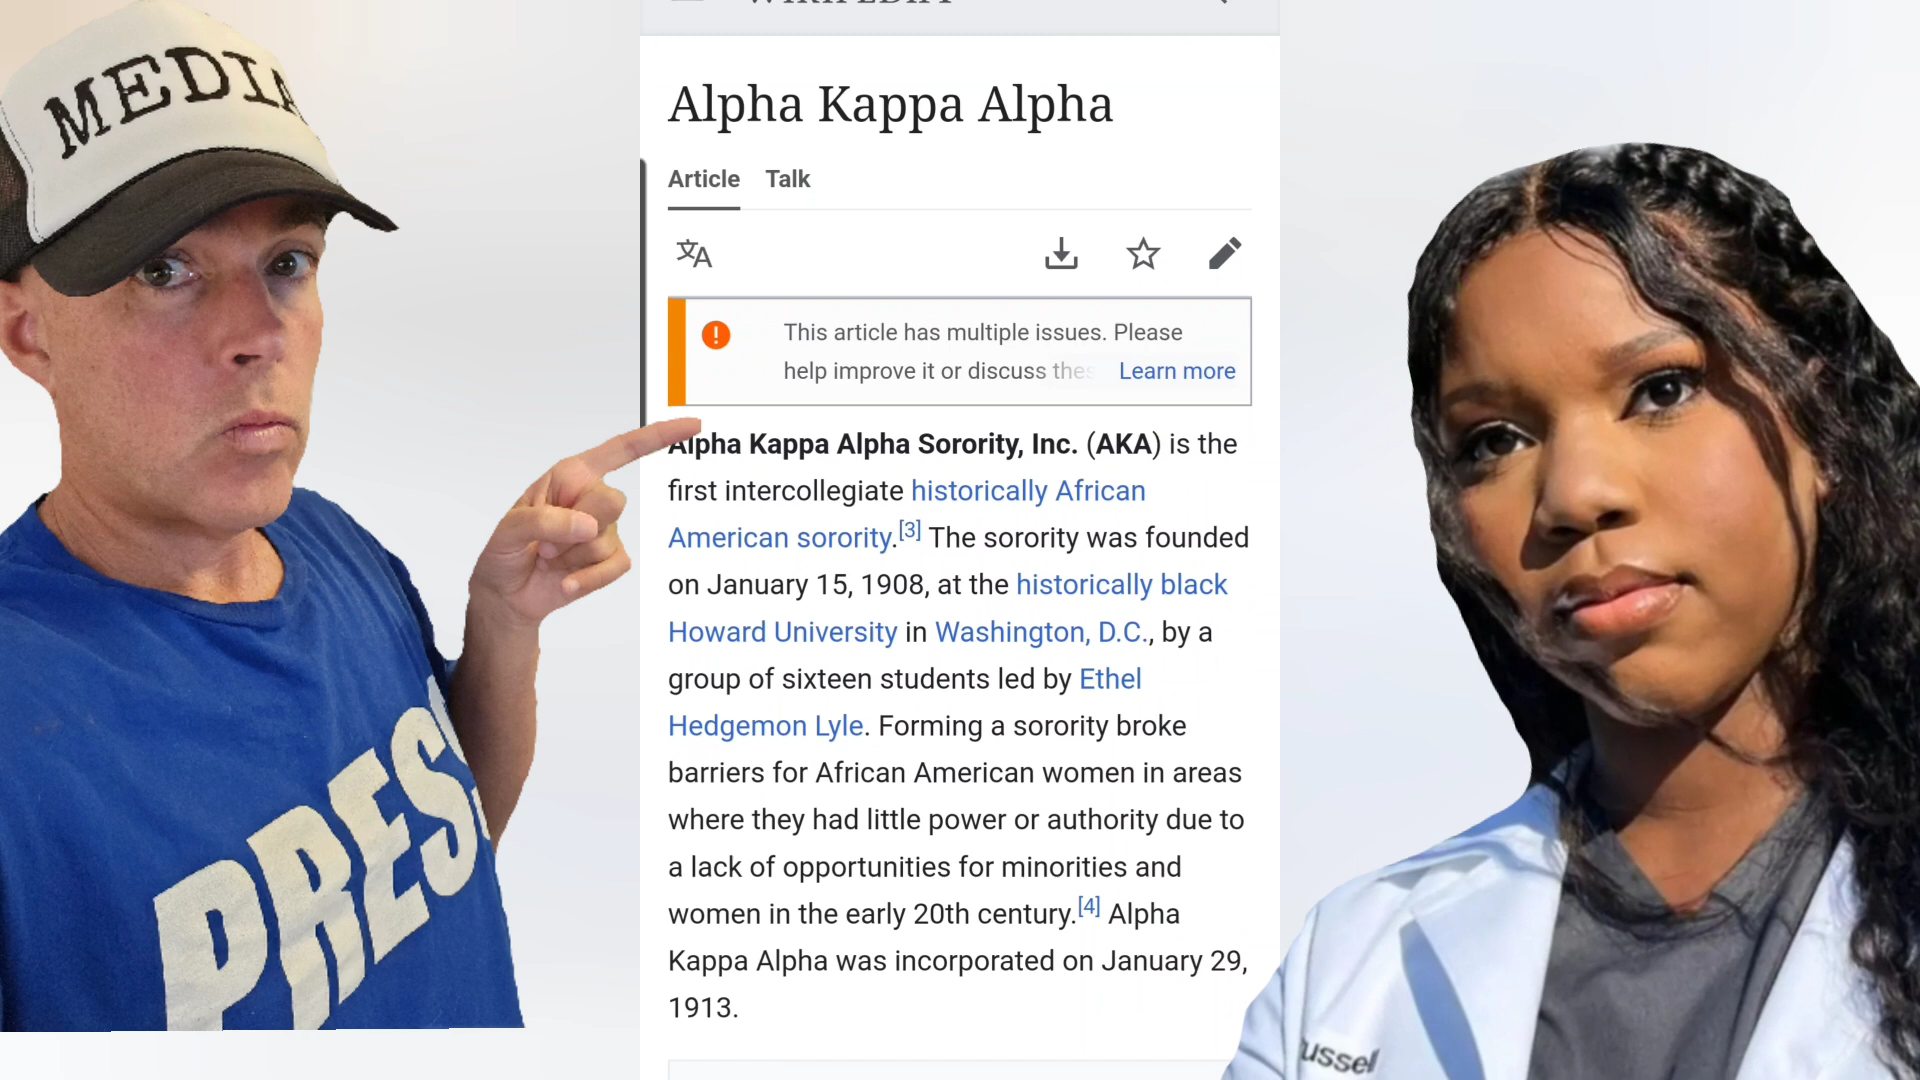 MEDIA
PRESS
WIKIPEDIA
Alpha Kappa Alpha
Article Talk
This article has multiple issues. Please
help improve it or discuss thes Learn more
Alpha Kappa Alpha Sorority, Inc. (AKA) is the
first intercollegiate historically African
American sorority.[3] The sorority was founded
on January 15, 1908, at the historically black
Howard University in Washington, D.C., by a
group of sixteen students led by Ethel
Hedgemon Lyle. Forming a sorority broke
barriers for African American women in areas
where they had little power or authority due to
a lack of opportunities for minorities and
women in the early 20th century.[4] Alpha
Kappa Alpha was incorporated on January 29,
1913.
ussell